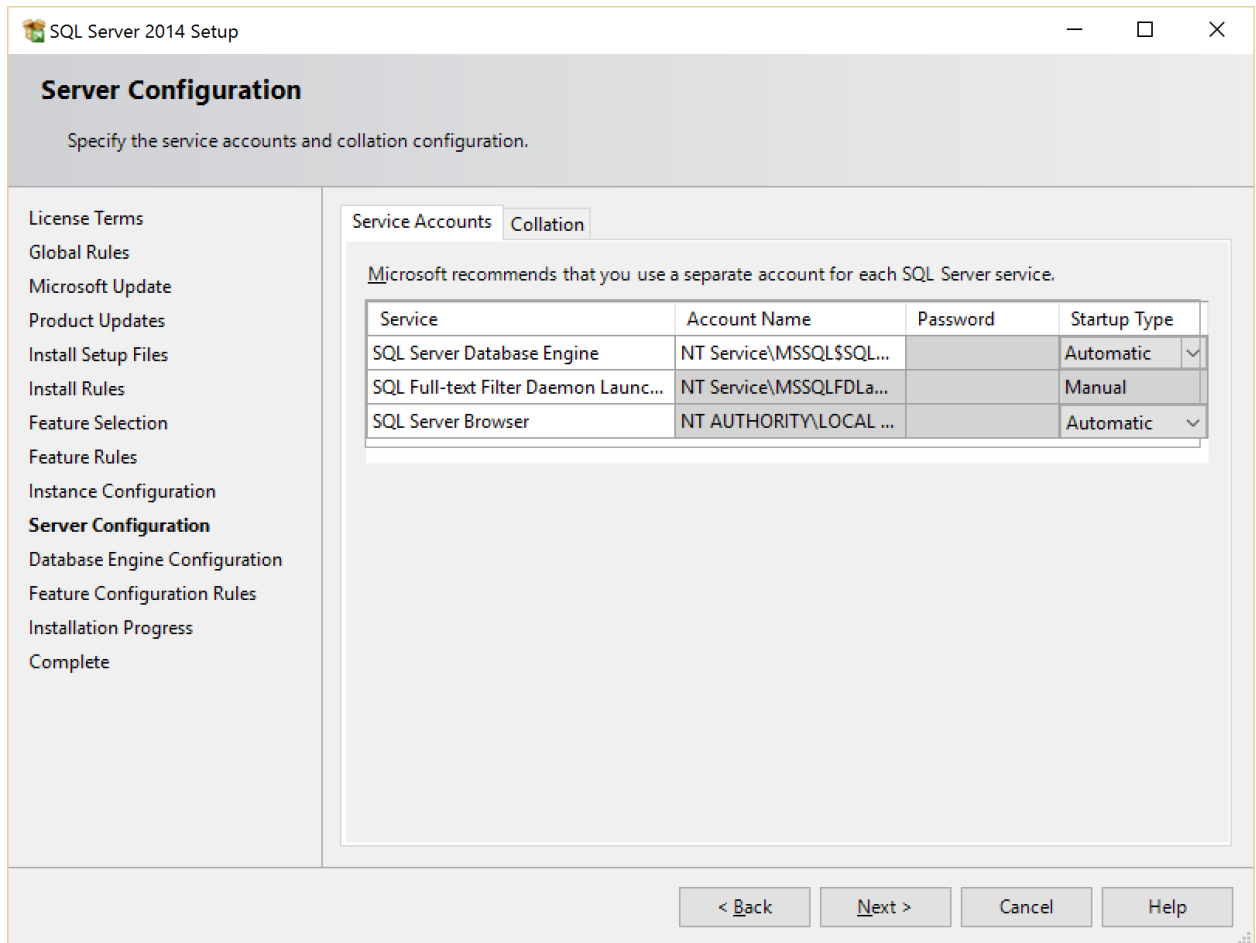 SQL Server 2014 Setup
Server Configuration
Specify the service accounts and collation configuration.
License Terms
Global Rules
Microsoft Update
Product Updates
Install Setup Files
Install Rules
Feature Selection
Feature Rules
Instance Configuration
Server Configuration
Database Engine Configuration
Feature Configuration Rules
Installation Progress
Complete
Service Accounts Collation
Microsoft recommends that you use a separate account for each SQL Server service.
Service Account Name Password Startup Type
SQL Server Database Engine NT Service\MSSQL$SQL... Automatic
SQL Full-text Filter Daemon Launc... NT Service\MSSQLFDLa... Manual
SQL Server Browser NT AUTHORITY\LOCAL ... Automatic
< Back Next > Cancel Help